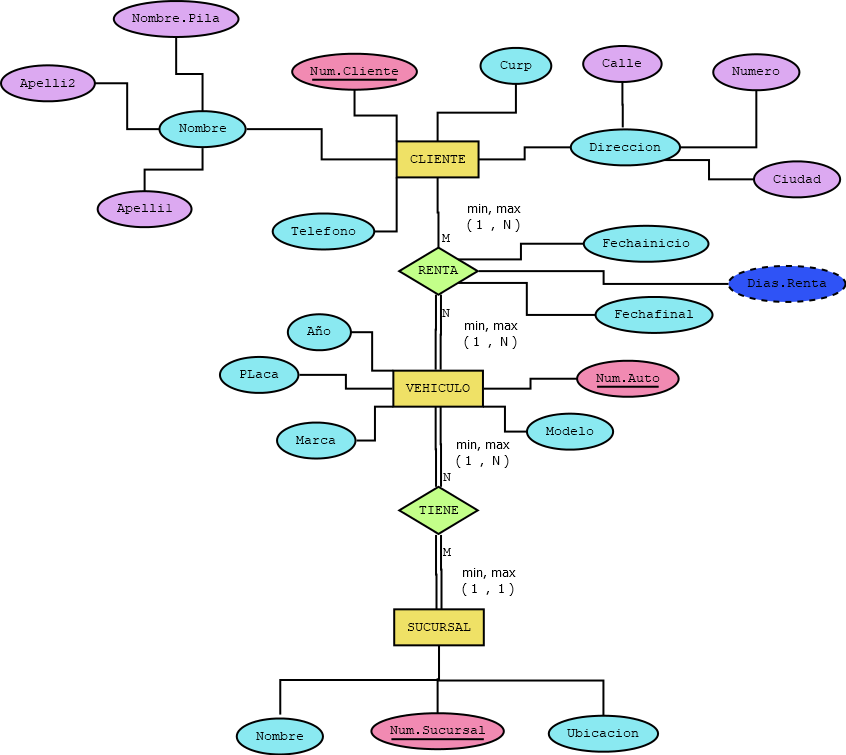 Nombre.Pila
Apelli2
Num.Cliente
Curp
Calle
Numero
Nombre
CLIENTE
Direccion
Ciudad
Apelli1
Telefono
min, max
( 1 , N )
M
Fechainicio
RENTA
Dias.Renta
N
Fechafinal
min, max
( 1 , N )
Año
PLaca
VEHICULO
Num.Auto
Marca
Modelo
min, max
( 1 , N )
N
TIENE
M
min, max
( 1 , 1 )
SUCURSAL
Nombre
Num.Sucursal
Ubicacion